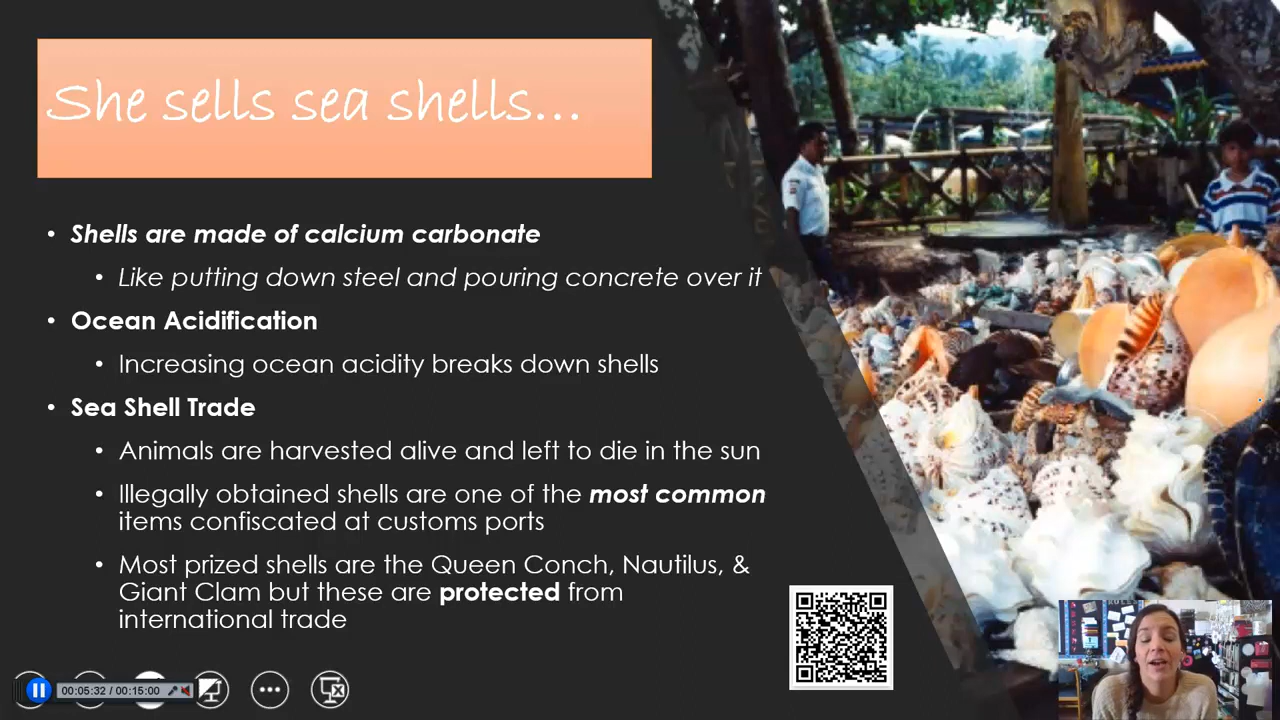 She sells sea shells...
• Shells are made of calcium carbonate
• Like putting down steel and pouring concrete over it
• Ocean Acidification
• Increasing ocean acidity breaks down shells
• Sea Shell Trade
• Animals are harvested alive and left to die in the sun
• Illegally obtained shells are one of the most common
items confiscated at customs ports
• Most prized shells are the Queen Conch, Nautilus, &
Giant Clam but these are protected from
international trade
00:05:32 / 00:15:00